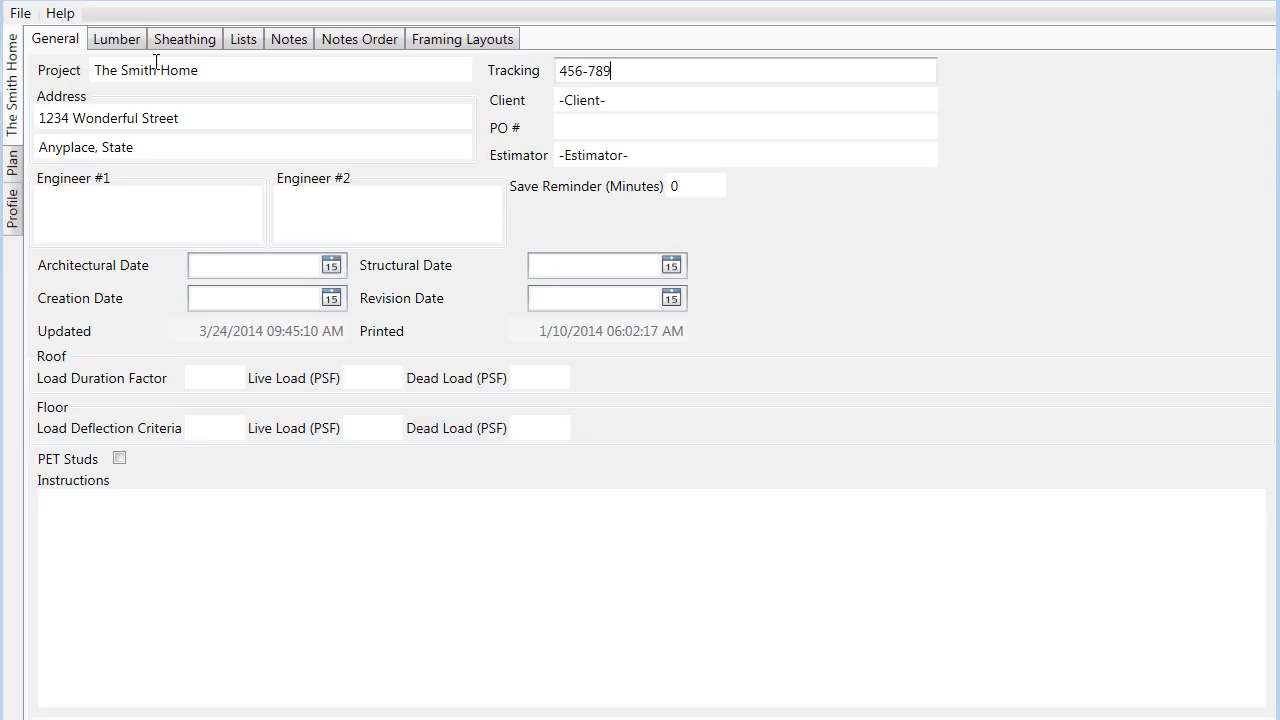 File Help
The Smith Home
Plan
Profile
General Lumber Sheathing Lists Notes Notes Order Framing Layouts
Project The Smith Home Tracking 456-789
Address Client -Client-
1234 Wonderful Street PO #
Anyplace, State Estimator -Estimator-
Engineer #1 Engineer #2 Save Reminder (Minutes) 0
Architectural Date 15 Structural Date 15
Creation Date 15 Revision Date 15
Updated 3/24/2014 09:45:10 AM Printed 1/10/2014 06:02:17 AM
Roof
Load Duration Factor Live Load (PSF) Dead Load (PSF)
Floor
Load Deflection Criteria Live Load (PSF) Dead Load (PSF)
PET Studs
Instructions